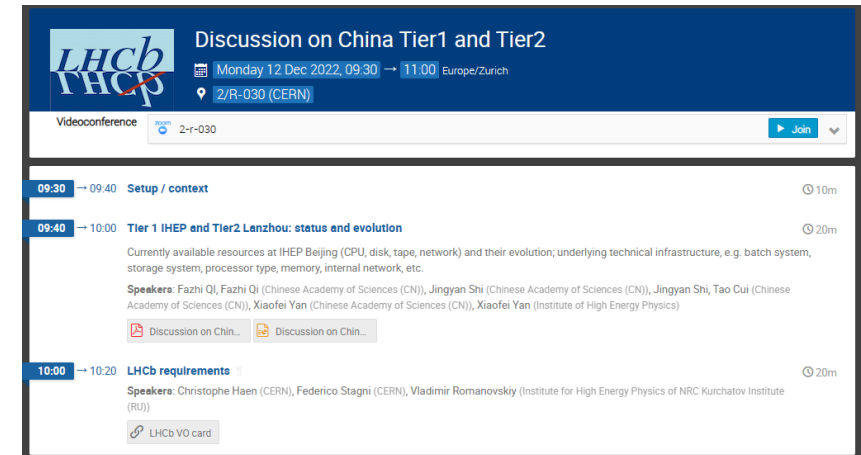 LHCb
LHCb
Discussion on China Tier1 and Tier2
Monday 12 Dec 2022, 09:30 → 11:00 Europe/Zurich
2/R-030 (CERN)
Videoconference
zoom
2-r-030
Join
09:30 → 09:40 Setup / context 10m
09:40 → 10:00 Tier 1 IHEP and Tier2 Lanzhou: status and evolution 20m
Currently available resources at IHEP Beijing (CPU, disk, tape, network) and their evolution; underlying technical infrastructure, e.g. batch system,
storage system, processor type, memory, internal network, etc.
Speakers: Fazhi QI, Fazhi Qi (Chinese Academy of Sciences (CN)), Jingyan Shi (Chinese Academy of Sciences (CN)), Jingyan Shi, Tao Cui (Chinese
Academy of Sciences (CN)), Xiaofei Yan (Chinese Academy of Sciences (CN)), Xiaofei Yan (Institute of High Energy Physics)
Discussion on Chin... Discussion on Chin...
10:00 → 10:20 LHCb requirements ¶ 20m
Speakers: Christophe Haen (CERN), Federico Stagni (CERN), Vladimir Romanovskiy (Institute for High Energy Physics of NRC Kurchatov Institute
(RU))
LHCb VO card